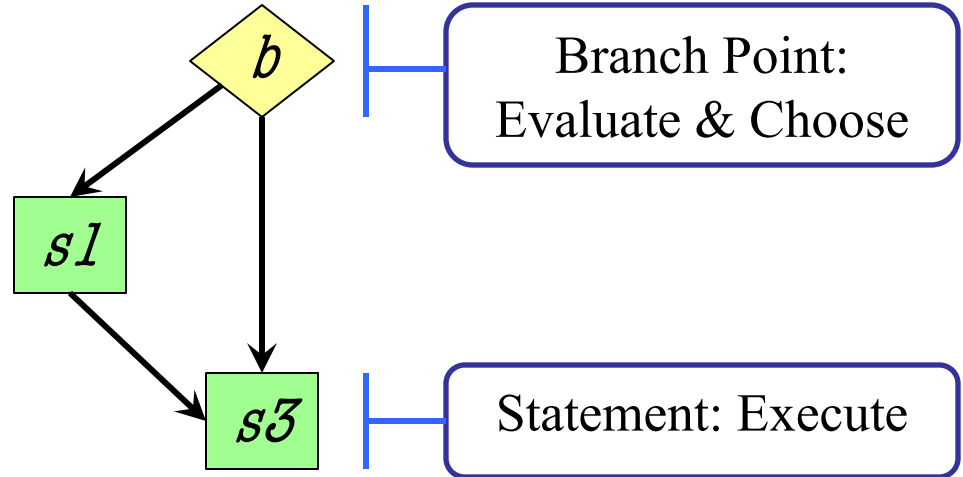 b
Branch Point:
Evaluate & Choose
s1
s3
Statement: Execute